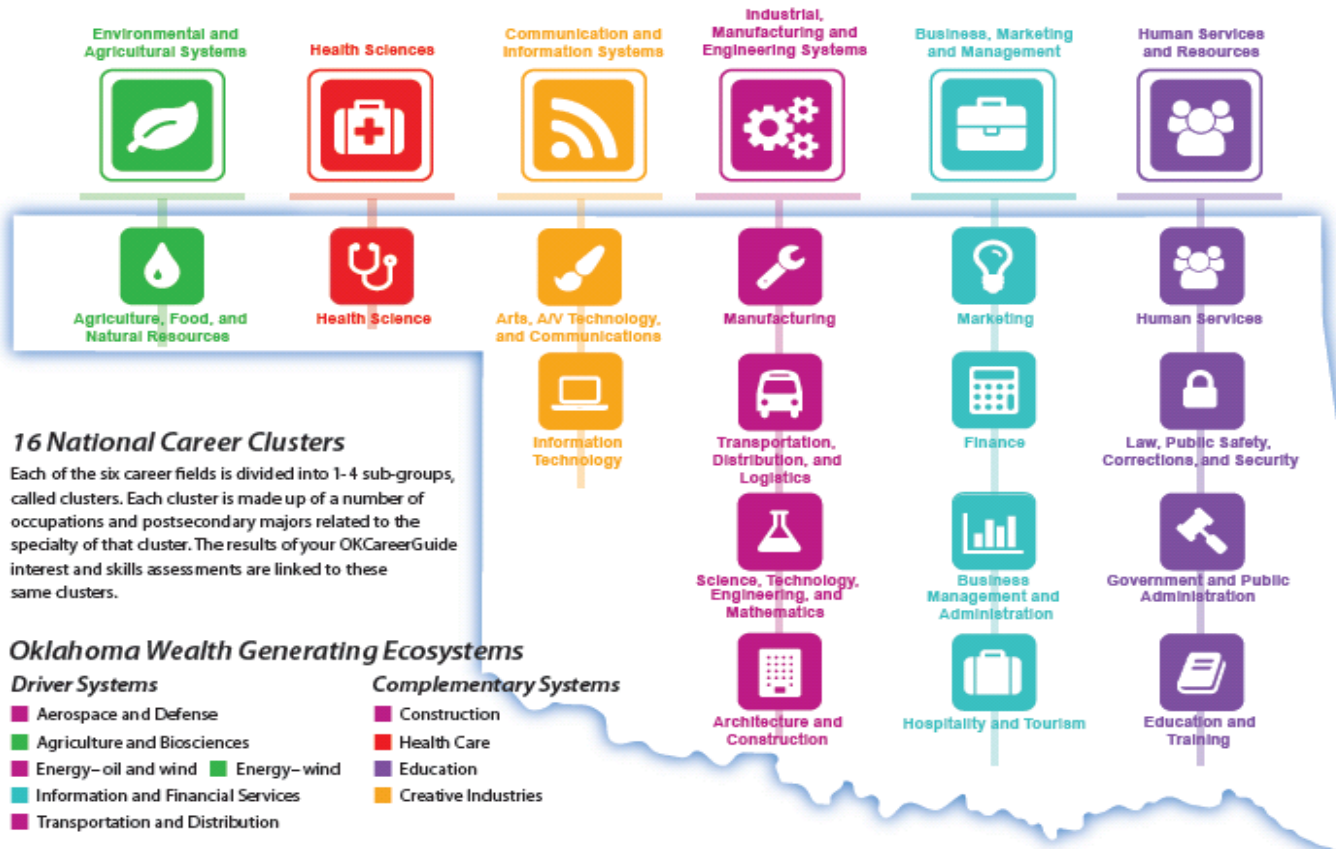 Environmental and
Agricultural Systems
Health Sciences
Communication and
Information Systems
Industrial,
Manufacturing and
Engineering Systems
Business, Marketing
and Management
Human Services
and Resources
Agriculture, Food, and
Natural Resources
Health Science
Arts, A/V Technology,
and Communications
Manufacturing
Marketing
Human Services
Information
Technology
Transportation,
Distribution, and
Logistics
Finance
Law, Public Safety,
Corrections, and Security
Science, Technology,
Engineering, and
Mathematics
Business
Management and
Administration
Government and Public
Administration
Architecture and
Construction
Hospitality and Tourism
Education and
Training
16 National Career Clusters
Each of the six career fields is divided into 1-4 sub-groups,
called clusters. Each cluster is made up of a number of
occupations and postsecondary majors related to the
specialty of that cluster. The results of your OKCareerGuide
interest and skills assessments are linked to these
same clusters.
Oklahoma Wealth Generating Ecosystems
Driver Systems
Aerospace and Defense
Agriculture and Biosciences
Energy–oil and wind Energy–wind
Information and Financial Services
Transportation and Distribution
Complementary Systems
Construction
Health Care
Education
Creative Industries